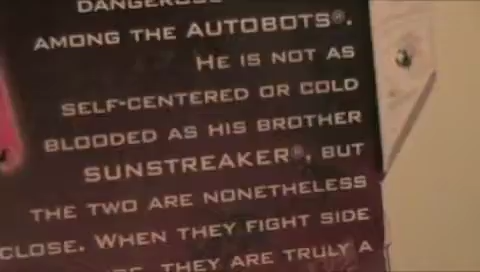 DANGEROUS
AMONG THE AUTOBOTS®.
HE IS NOT AS
SELF-CENTERED OR COLD
BLOODED AS HIS BROTHER
SUNSTREAKER®, BUT
THE TWO ARE NONETHELESS
CLOSE. WHEN THEY FIGHT SIDE
THEY ARE TRULY A